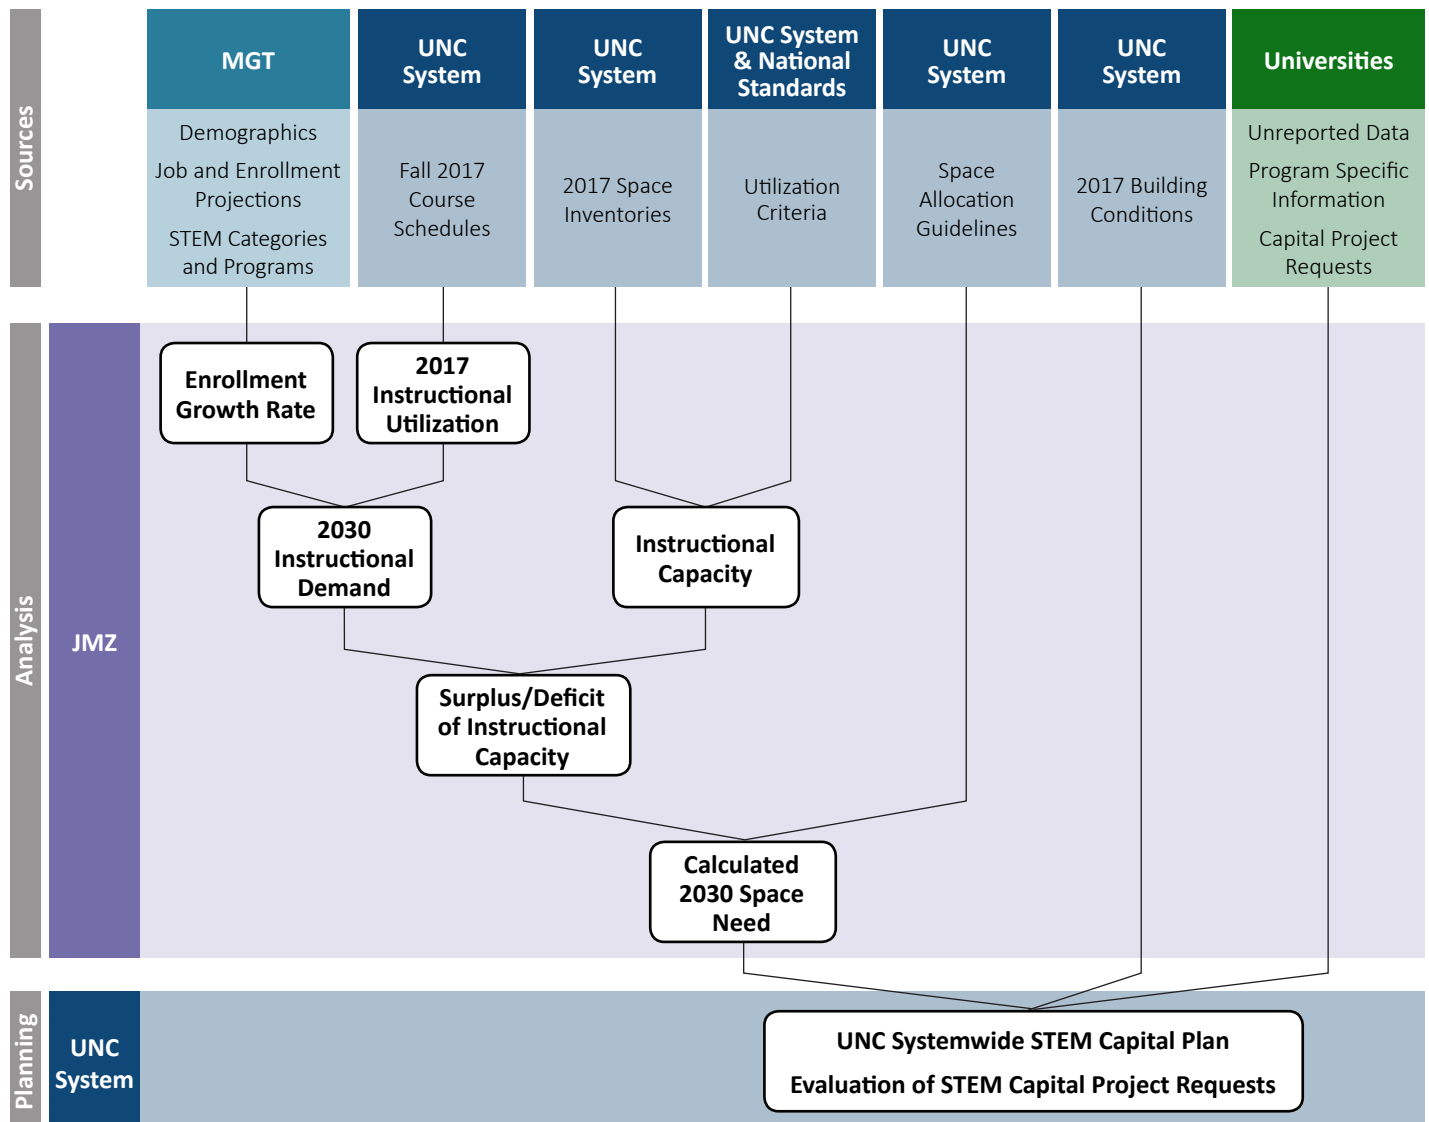 Sources
MGT
UNC
System
UNC
System
UNC System
& National
Standards
UNC
System
UNC
System
Universities
Demographics
Job and Enrollment
Projections
STEM Categories
and Programs
Fall 2017
Course
Schedules
2017 Space
Inventories
Utilization
Criteria
Space
Allocation
Guidelines
2017 Building
Conditions
Unreported Data
Program Specific
Information
Capital Project
Requests
Analysis
JMZ
Enrollment
Growth Rate
2017
Instructional
Utilization
2030
Instructional
Demand
Instructional
Capacity
Surplus/Deficit
of Instructional
Capacity
Calculated
2030 Space
Need
Planning
UNC
System
UNC Systemwide STEM Capital Plan
Evaluation of STEM Capital Project Requests